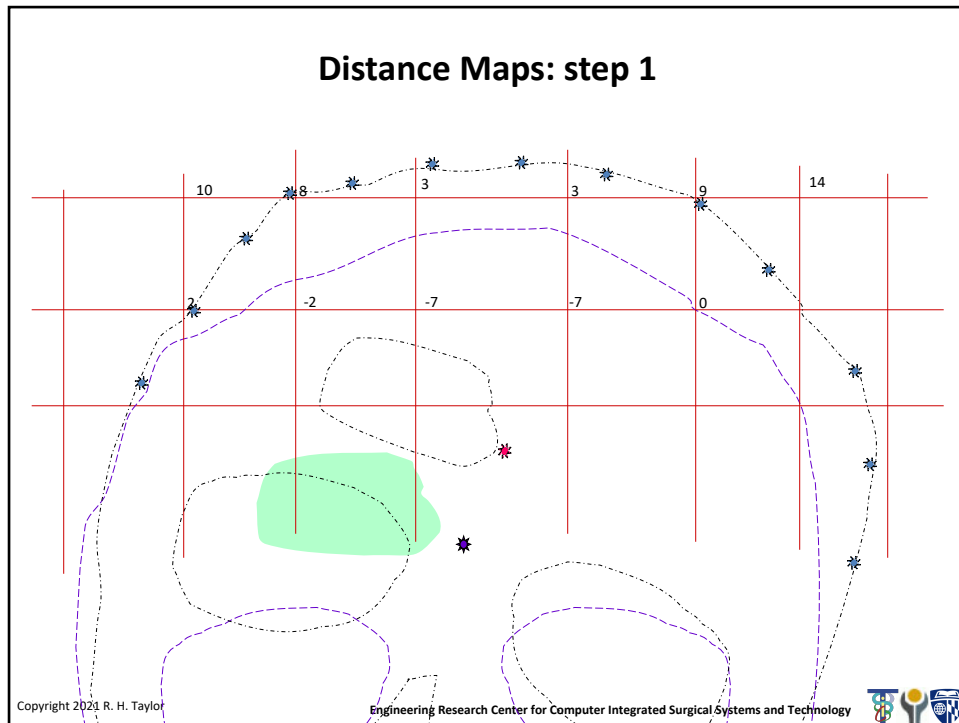 Distance Maps: step 1
10 8 3 3 9 14
2 -2 -7 -7 0
Copyright 2021 R. H. Taylor
Engineering Research Center for Computer Integrated Surgical Systems and Technology